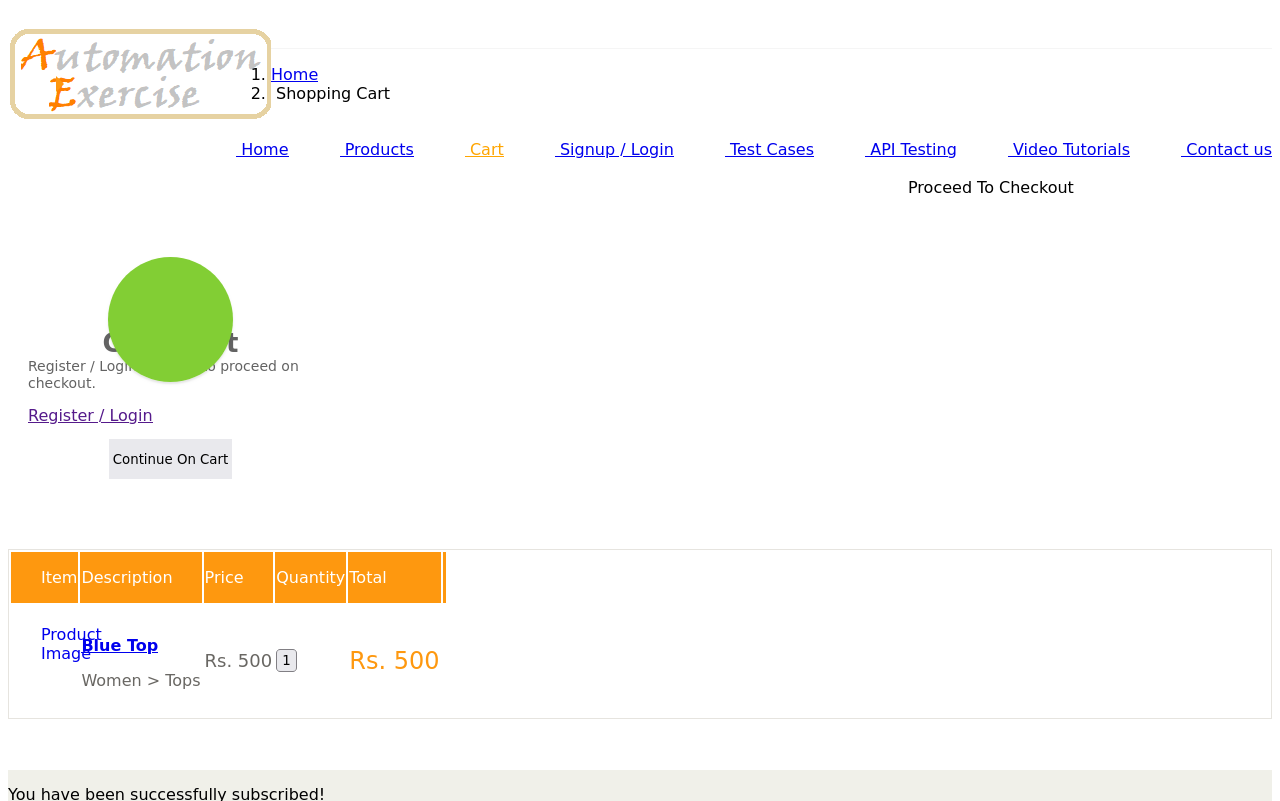 Automation
Exercise
1. Home
2. Shopping Cart
Home Products Cart Signup / Login Test Cases API Testing Video Tutorials Contact us
Proceed To Checkout
Register / proceed on
checkout.
Register / Login
Continue On Cart
Item Description Price Quantity Total
Product
Image
Blue Top
Rs. 500 1 Rs. 500
Women > Tops
You have been successfully subscribed!